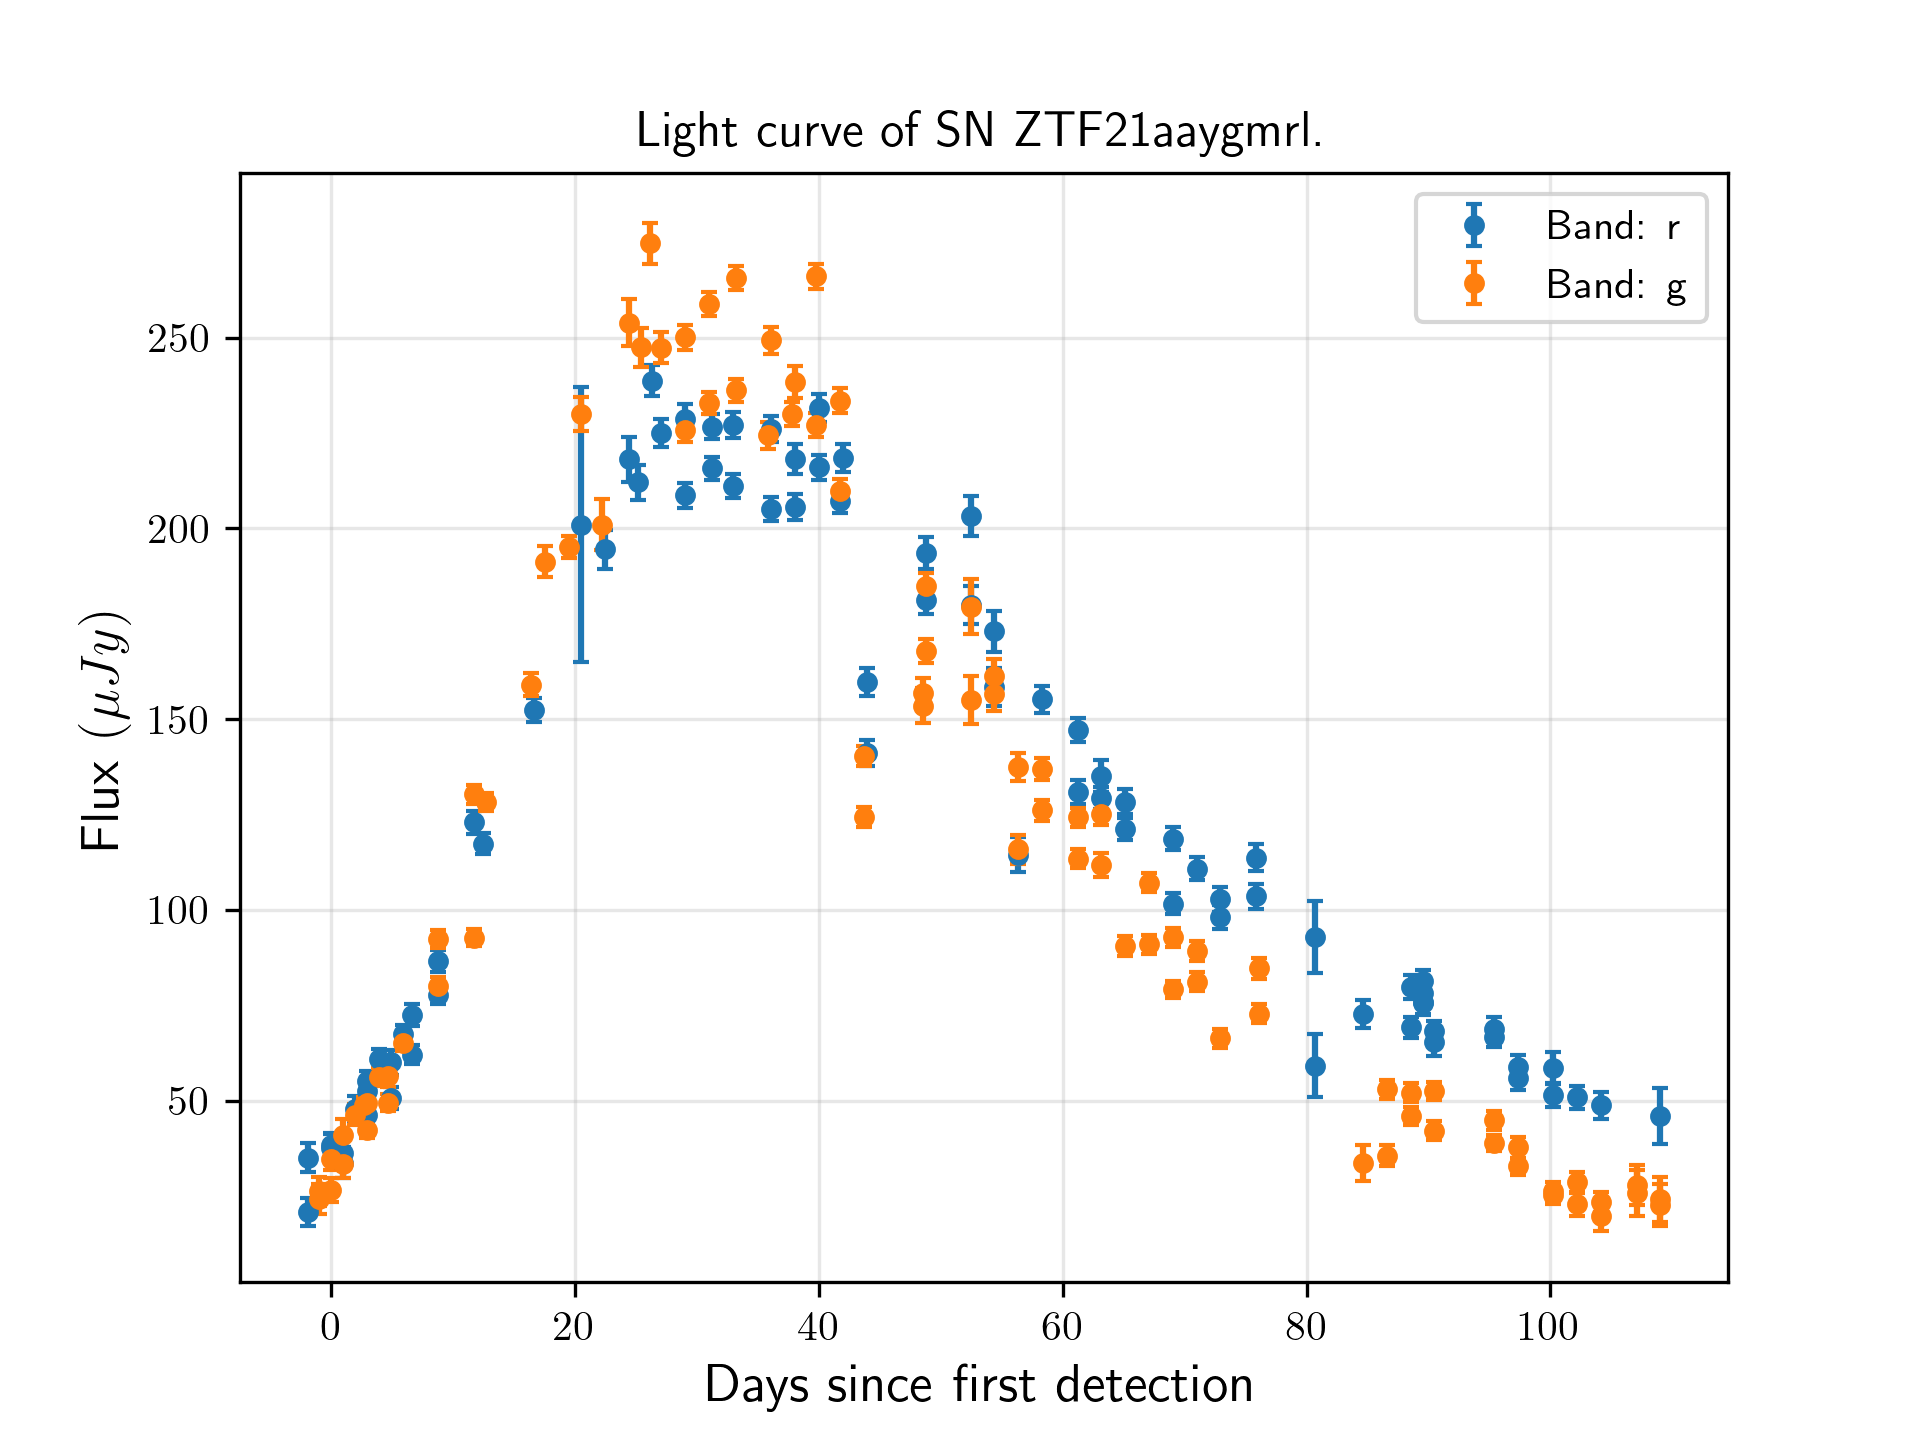 Light curve of SN ZTF21aaygmrl.
Band: r
Band: g
Flux (μJy)
250
200
150
100
50
0 20 40 60 80 100
Days since first detection